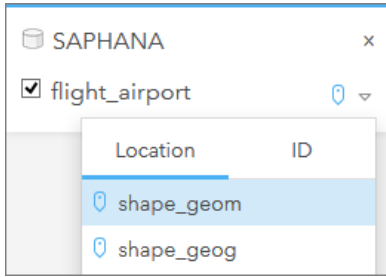 SAPHANA ×
flight_airport
Location ID
shape_geom
shape_geog